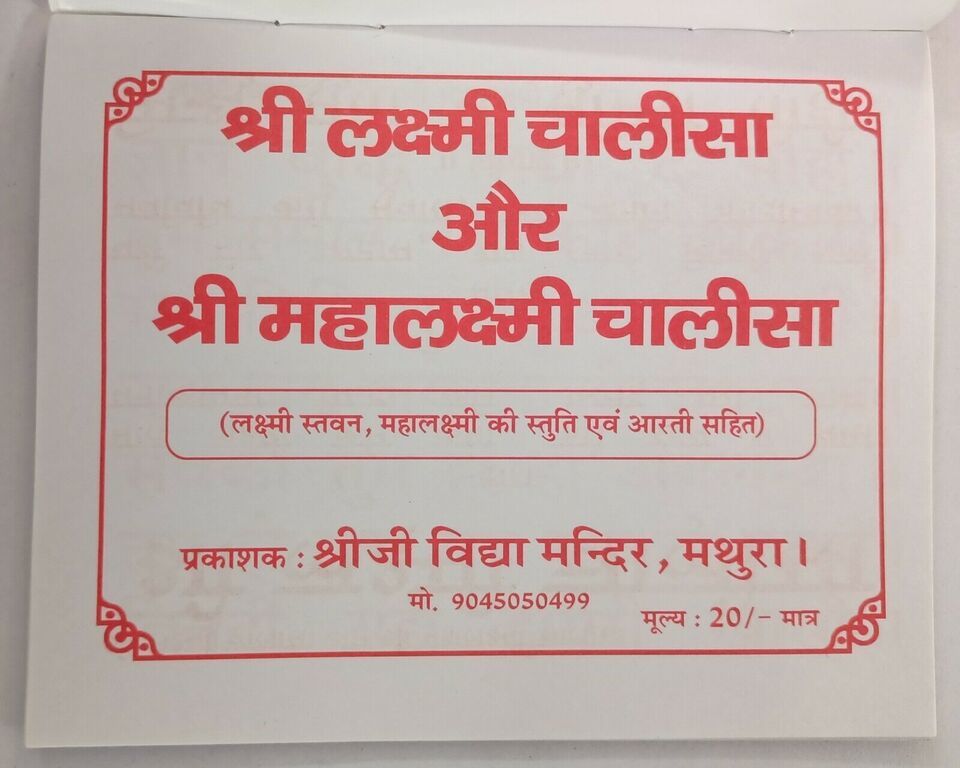 श्री लक्ष्मी चालीसा
और
श्री महालक्ष्मी चालीसा
(लक्ष्मी स्तवन, महालक्ष्मी की स्तुति एवं आरती सहित)
प्रकाशक : श्रीजी विद्या मन्दिर, मथुरा।
मो. 9045050499
मूल्य : 20/- मात्र